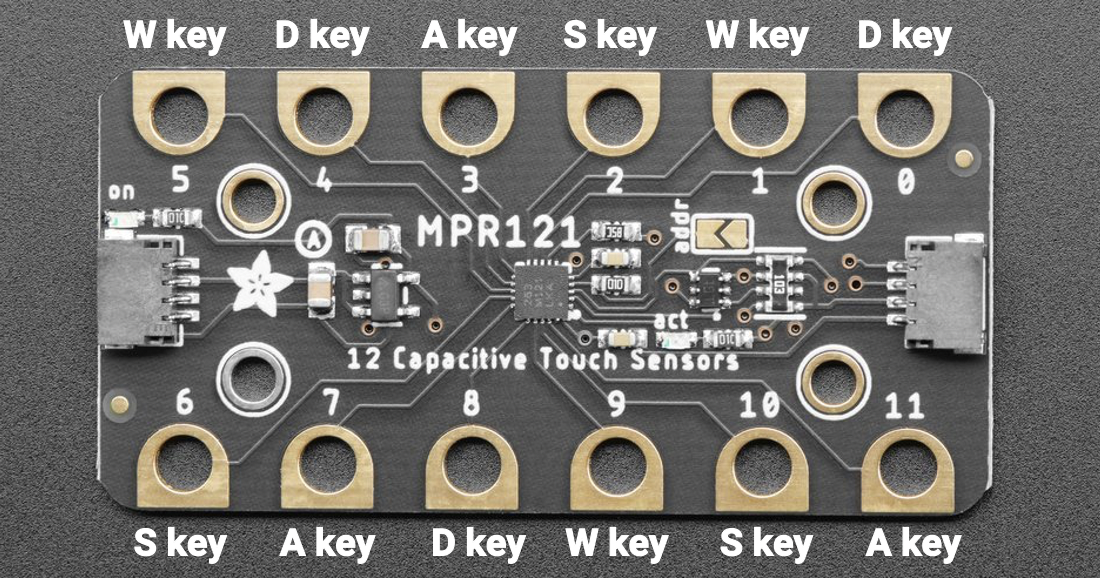 W key D key A key S key W key D key
5 4 3 2 1 0
on
addr
MPR121
A
103
act
12 Capacitive Touch Sensors
6 7 8 9 10 11
S key A key D key W key S key A key